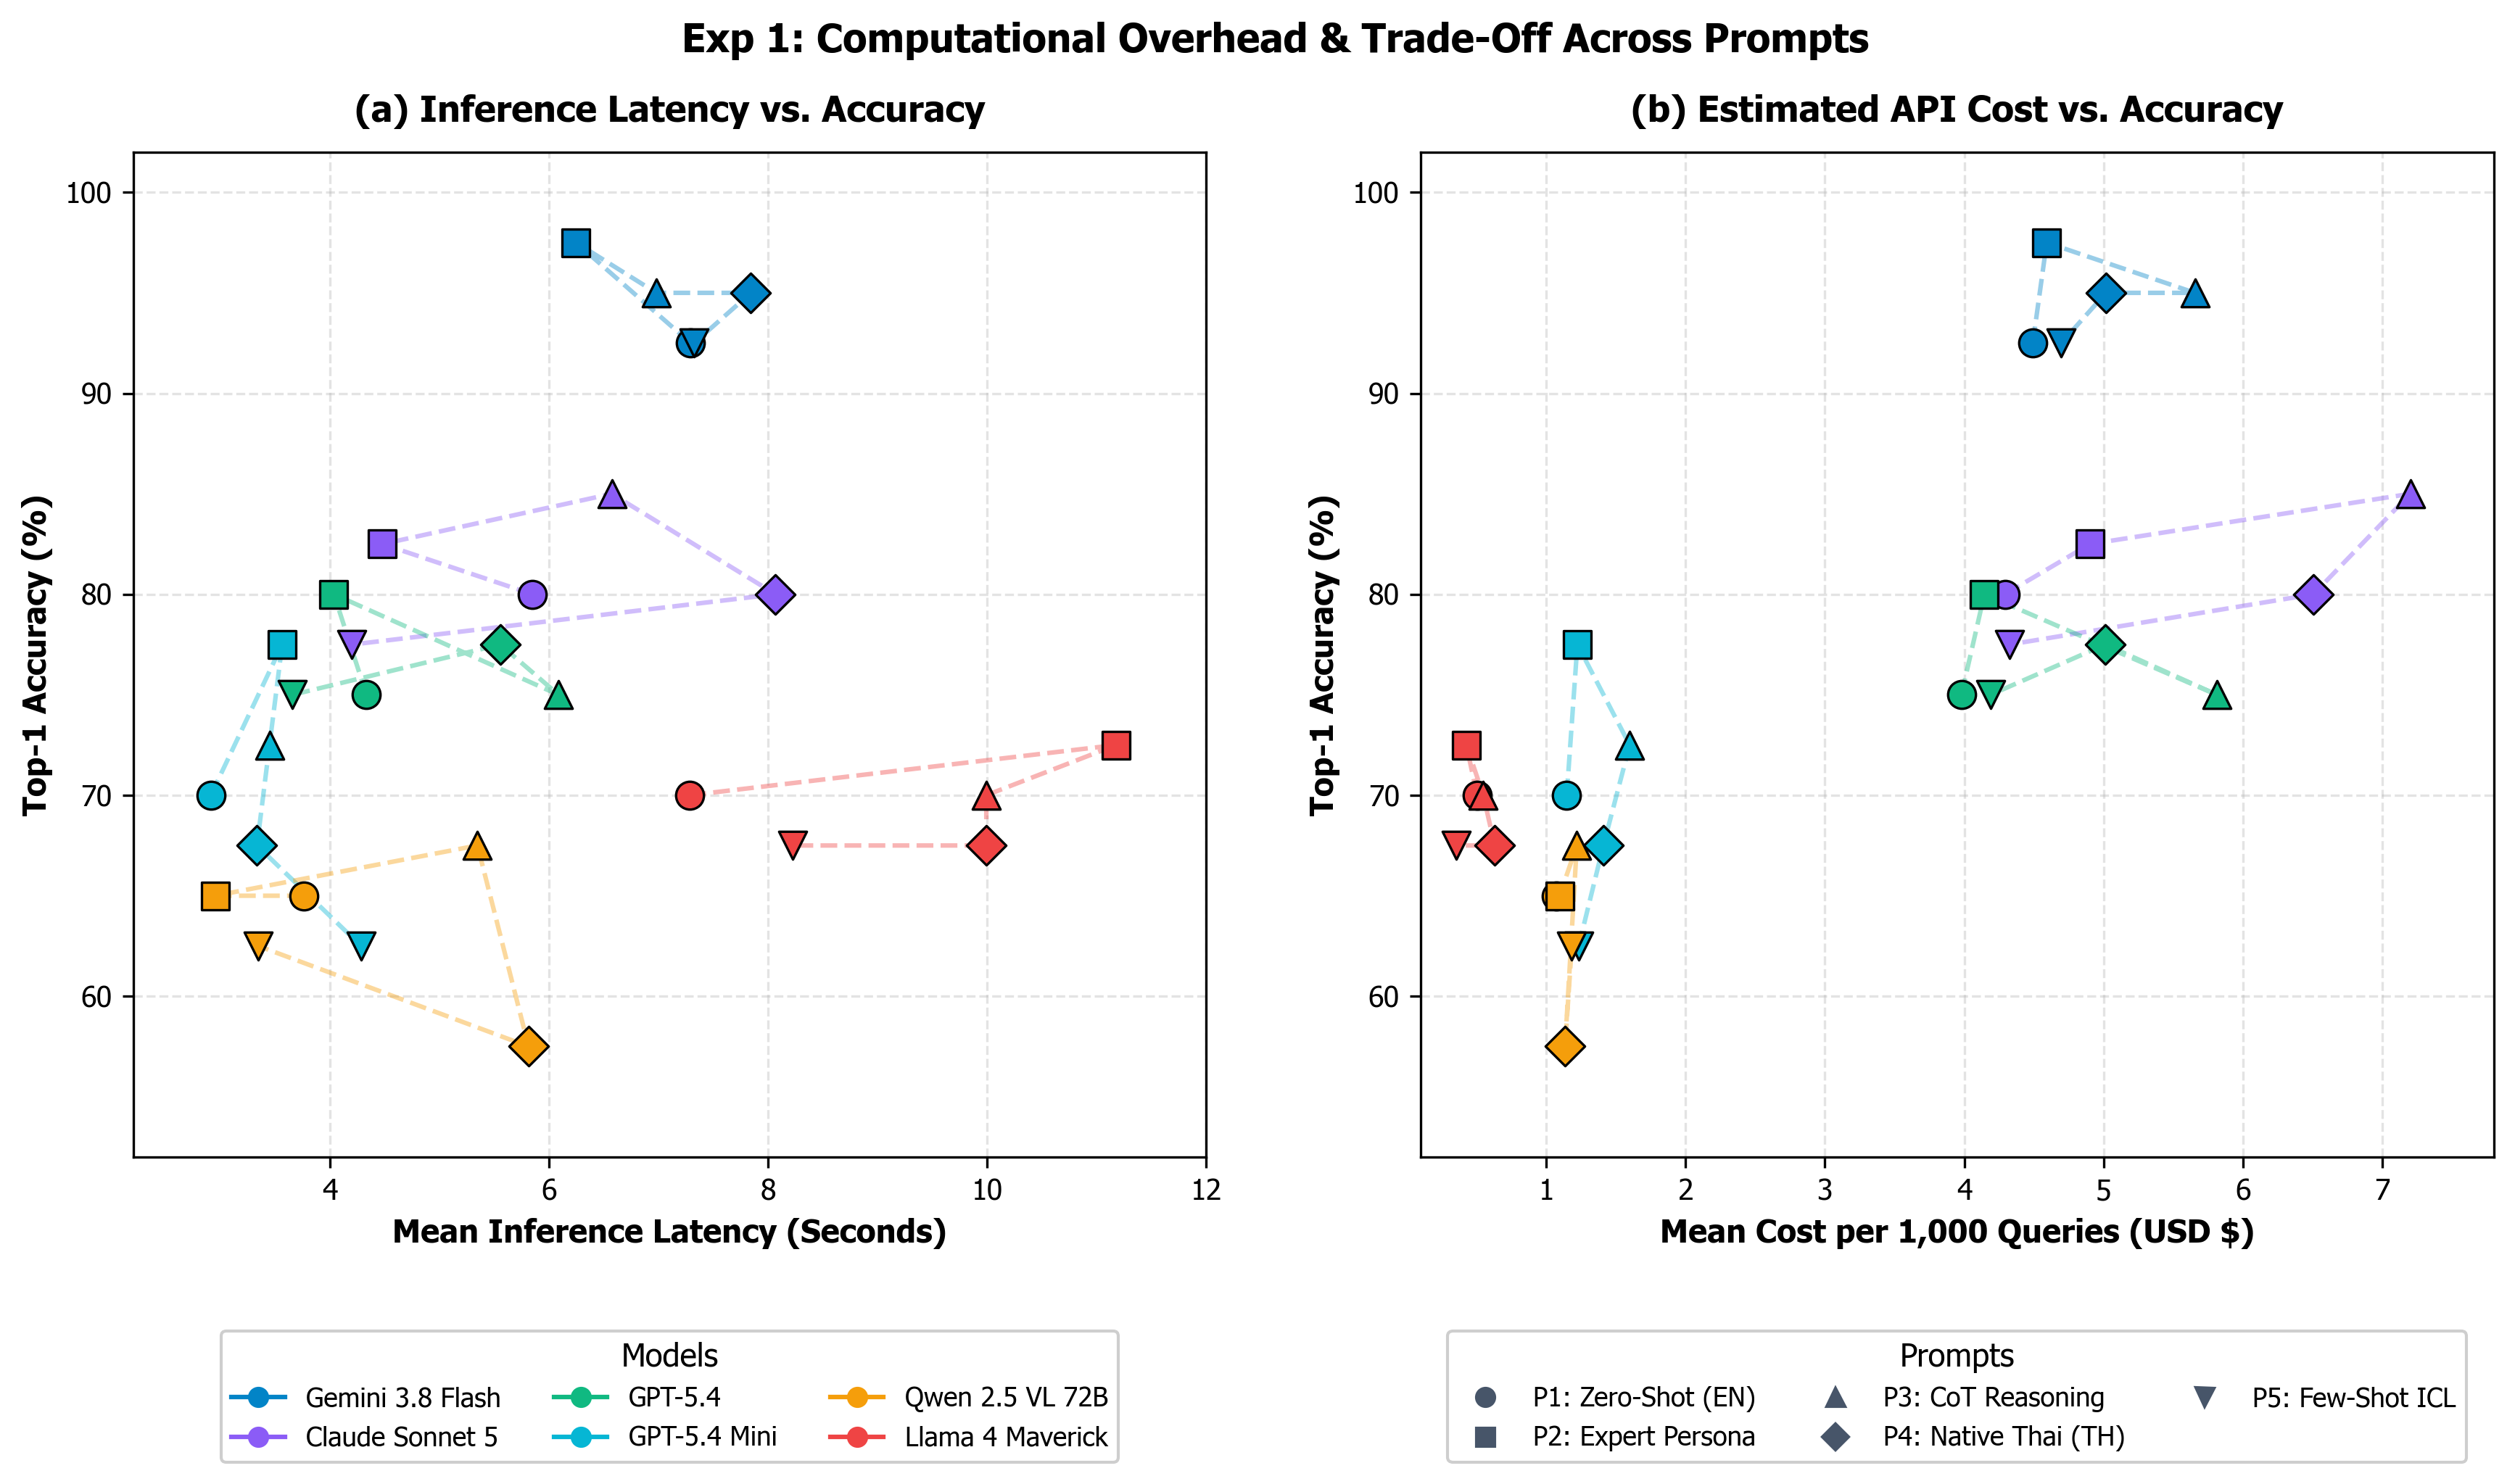 Exp 1: Computational Overhead & Trade-Off Across Prompts
(a) Inference Latency vs. Accuracy
Top-1 Accuracy (%)
100
90
80
70
60
4
6
8
10
12
Mean Inference Latency (Seconds)
(b) Estimated API Cost vs. Accuracy
Top-1 Accuracy (%)
100
90
80
70
60
1
2
3
4
5
6
7
Mean Cost per 1,000 Queries (USD $)
Models
Gemini 3.8 Flash
Claude Sonnet 5
GPT-5.4
GPT-5.4 Mini
Qwen 2.5 VL 72B
Llama 4 Maverick
Prompts
P1: Zero-Shot (EN)
P2: Expert Persona
P3: CoT Reasoning
P4: Native Thai (TH)
P5: Few-Shot ICL